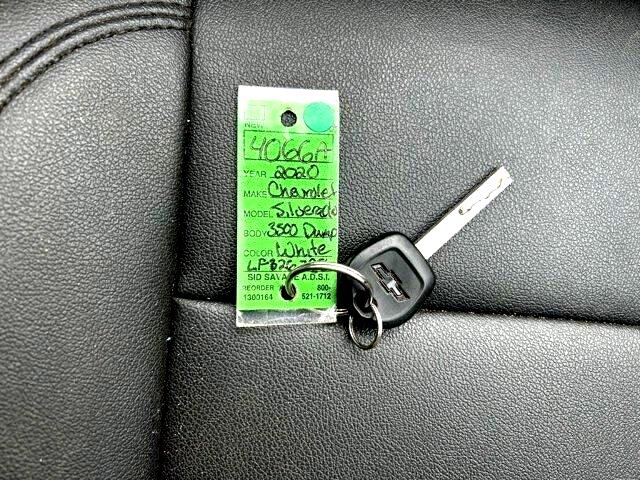 NEW
4066A
YEAR 2020
MAKE Chevrolet
MODEL Silverado
BODY 3500 Dump
COLOR White
SID SAVAGE A.D.S.I.
REORDER 800-
1300164 521-1712